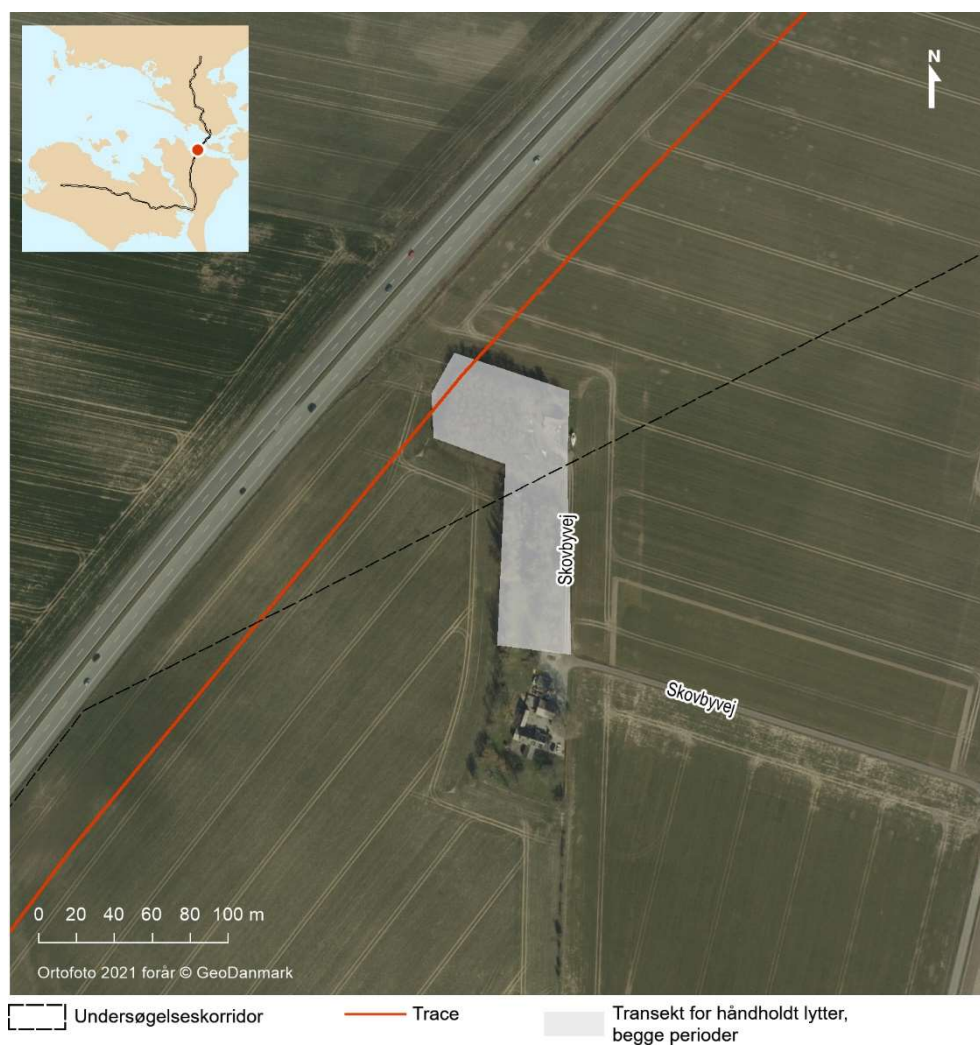 N
Skovbyvej
Skovbyvej
0 20 40 60 80 100 m
Ortofoto 2021 forår © GeoDanmark
Undersøgelseskorridor
Trace
Transekt for håndholdt lytter,
begge perioder